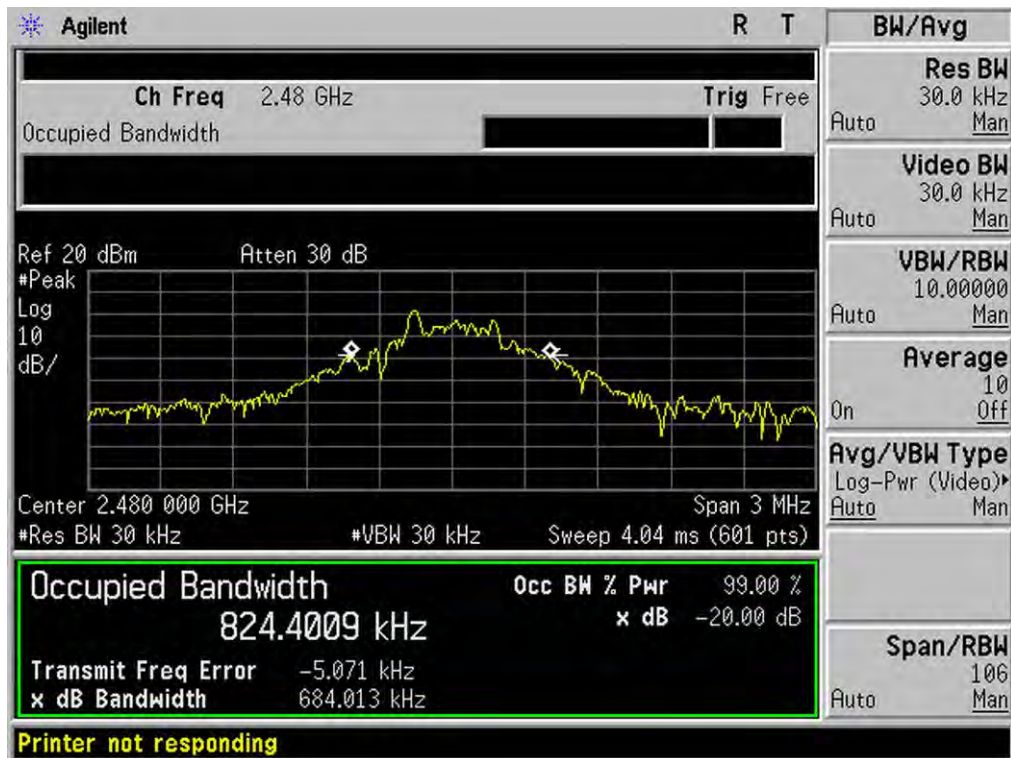 Agilent R T
Ch Freq 2.48 GHz Trig Free
Occupied Bandwidth
Ref 20 dBm Atten 30 dB
#Peak
Log
10
dB/
Center 2.480 000 GHz Span 3 MHz
#Res BW 30 kHz #VBW 30 kHz Sweep 4.04 ms (601 pts)
Occupied Bandwidth
824.4009 kHz
Occ BW % Pwr 99.00 %
x dB -20.00 dB
Transmit Freq Error -5.071 kHz
x dB Bandwidth 684.013 kHz
Printer not responding
BW/Avg
Res BW
30.0 kHz
Auto Man
Video BW
30.0 kHz
Auto Man
VBW/RBW
10.00000
Auto Man
Average
10
On Off
Avg/VBW Type
Log-Pwr (Video)
Auto Man
Span/RBW
106
Auto Man